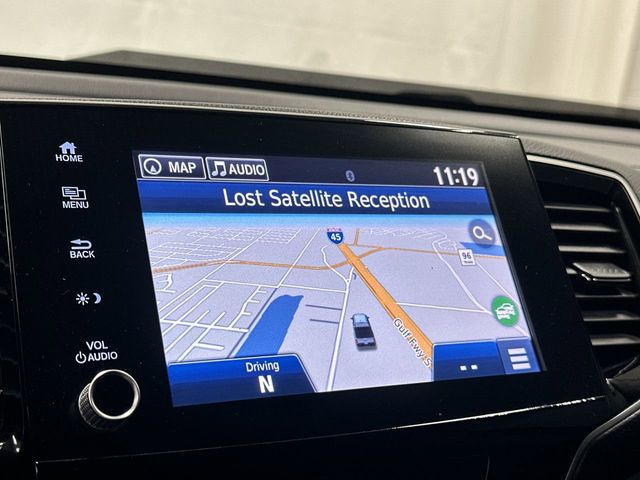 HOME
MENU
BACK
VOL
AUDIO
MAP
AUDIO
11:19
Lost Satellite Reception
45
96
Gulf Fwy S
Driving
N
--